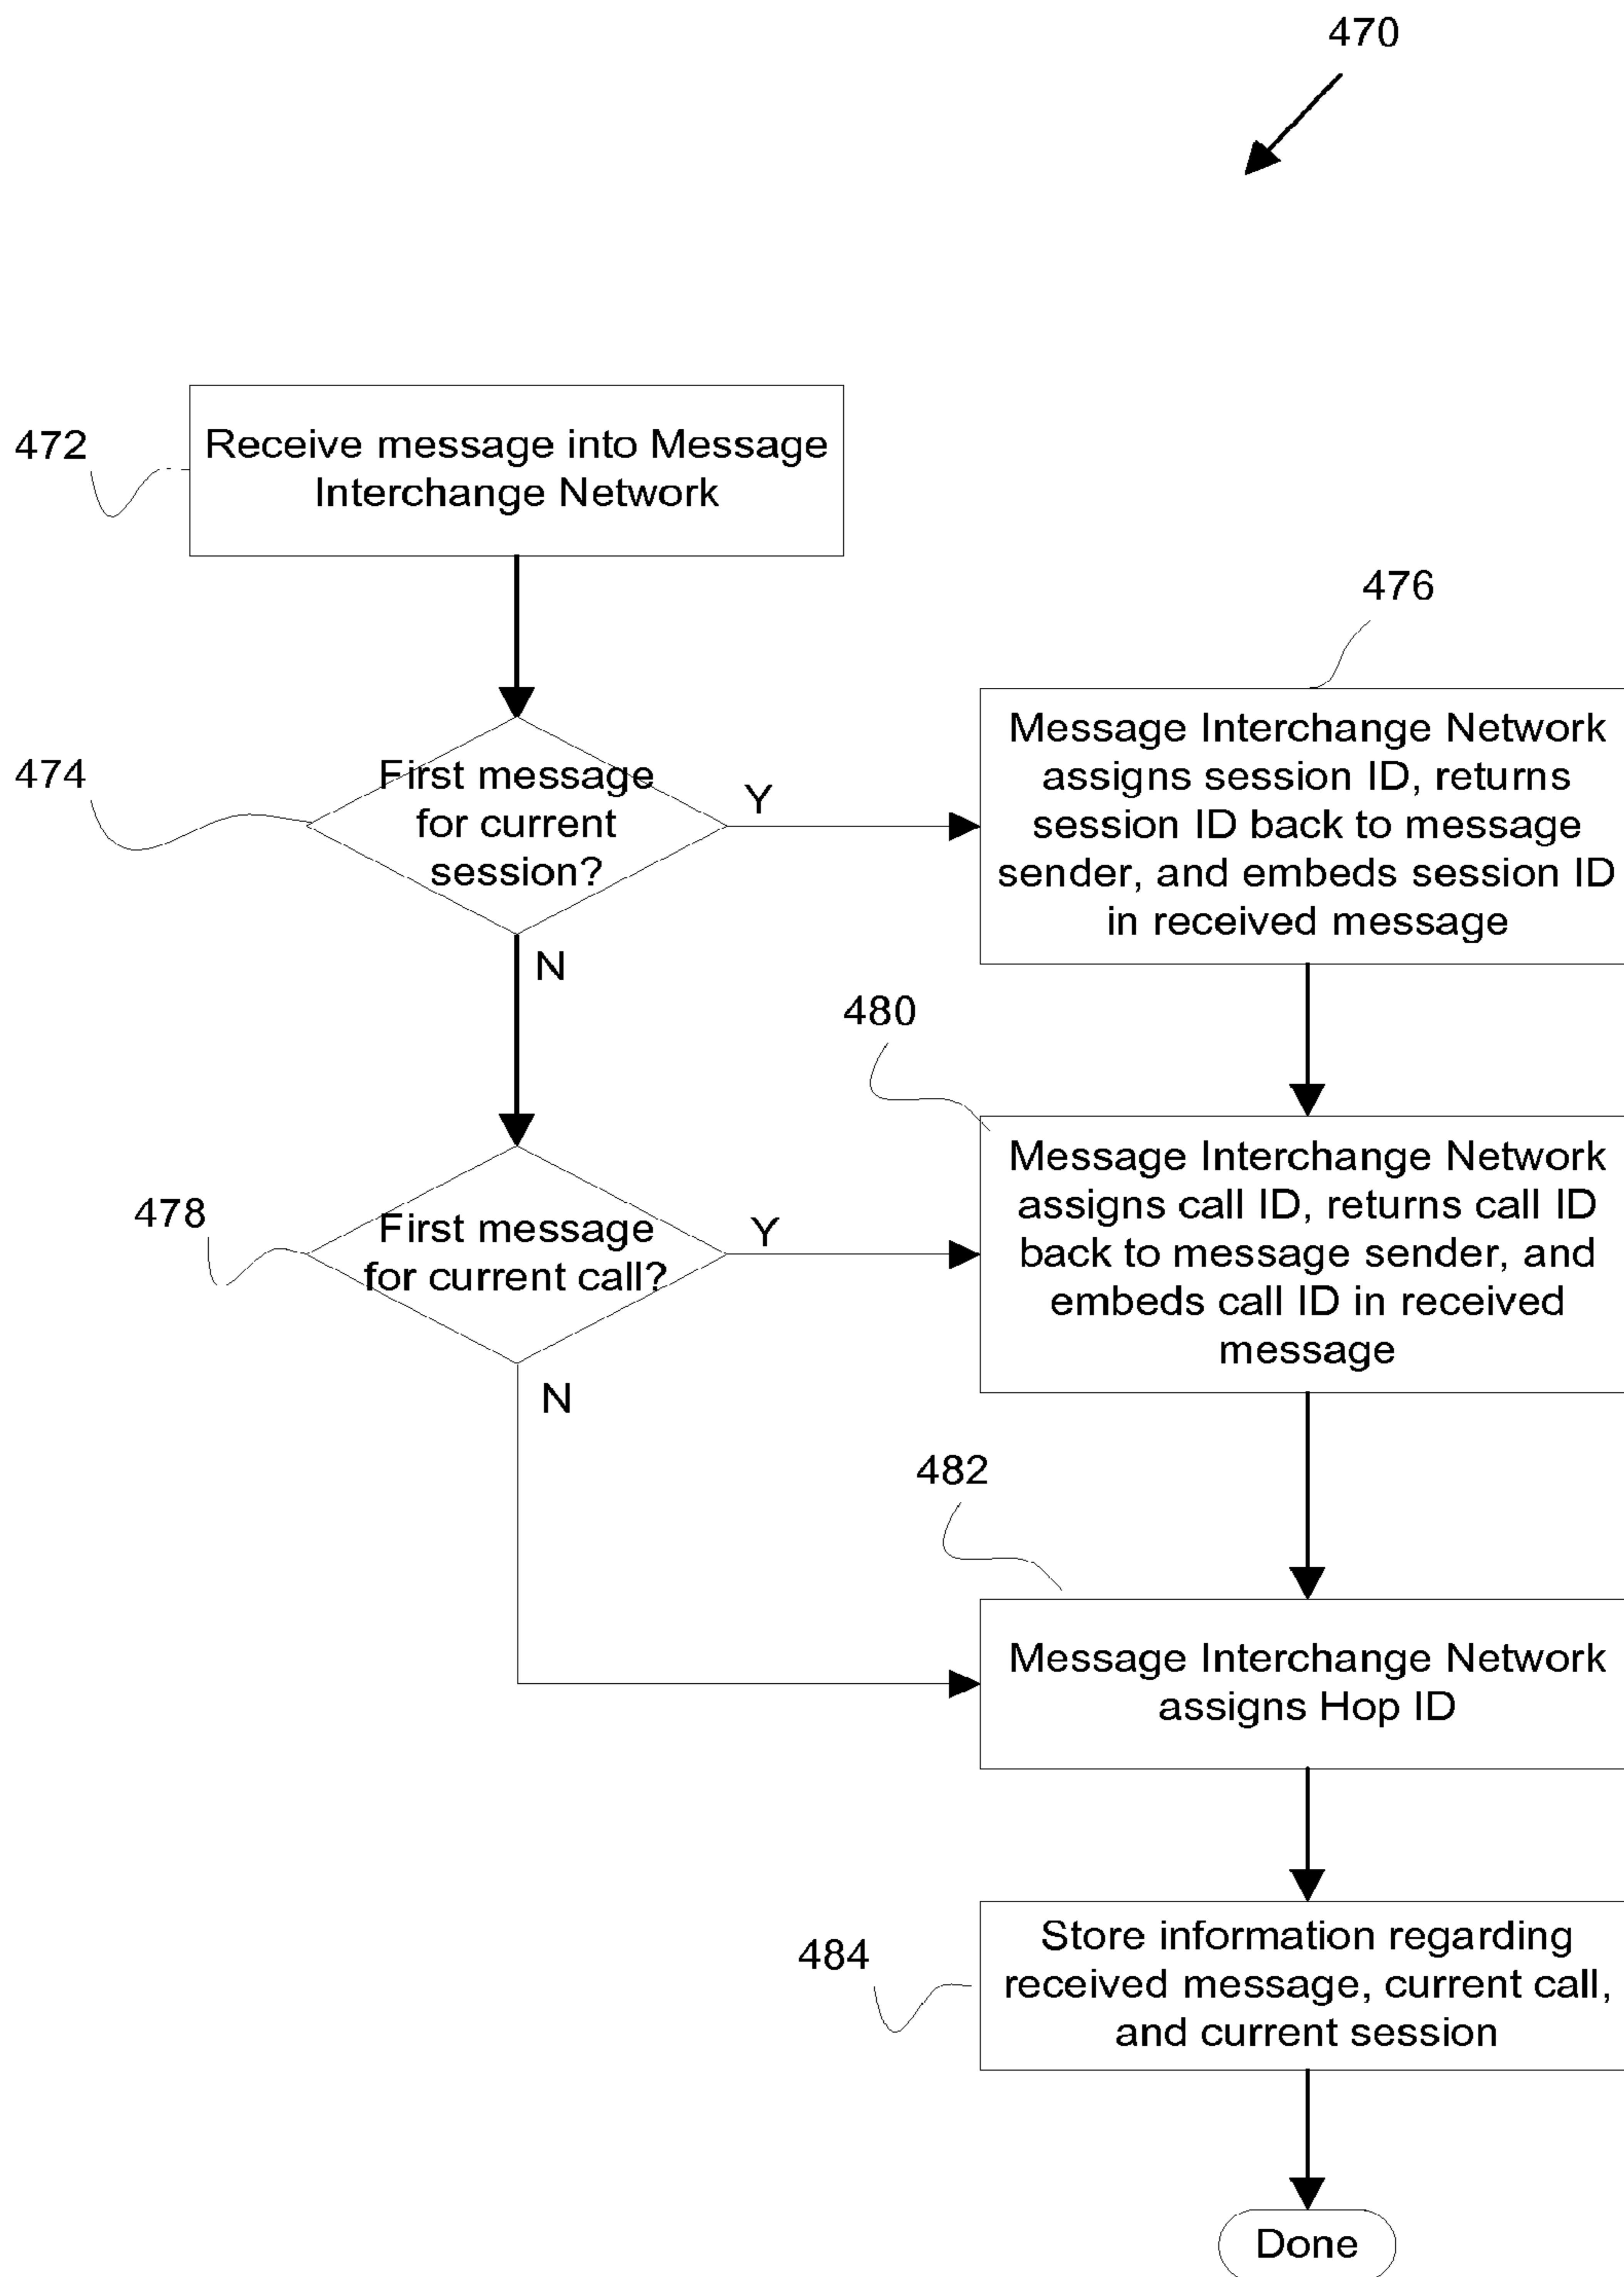 470
472
Receive message into Message
Interchange Network
474
First message
for current
session?
Y
N
476
Message Interchange Network
assigns session ID, returns
session ID back to message
sender, and embeds session ID
in received message
478
First message
for current call?
Y
N
480
Message Interchange Network
assigns call ID, returns call ID
back to message sender, and
embeds call ID in received
message
482
Message Interchange Network
assigns Hop ID
484
Store information regarding
received message, current call,
and current session
Done